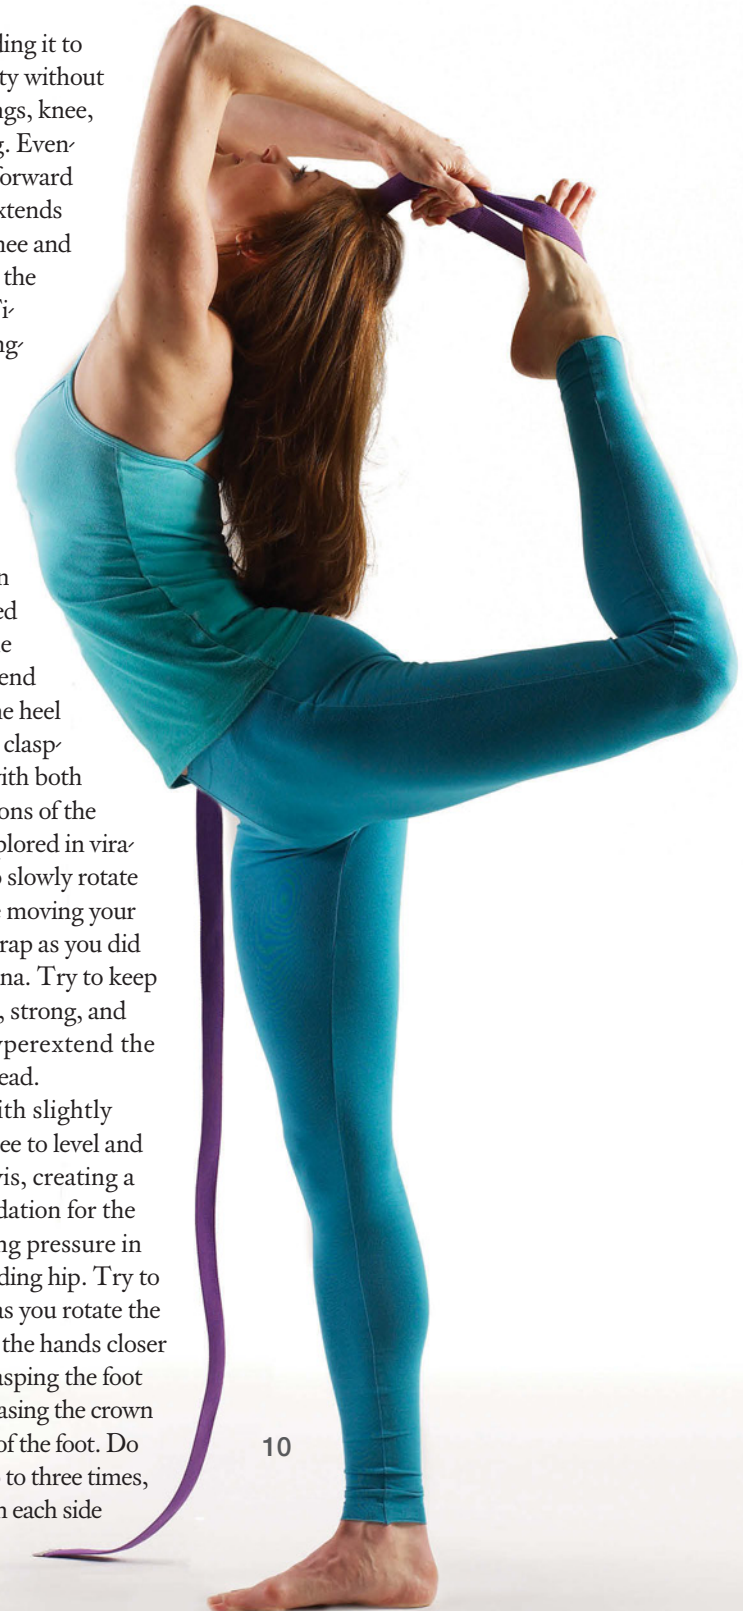 ding it to
ty without
ngs, knee,
g. Even-
forward
xtends
nee and
the
i-
ng-
n
ed
e
end
he heel
clasp-
with both
ons of the
plored in vira-
o slowly rotate
e moving your
rap as you did
na. Try to keep
, strong, and
yperextend the
ead.
ith slightly
ee to level and
vis, creating a
dation for the
ng pressure in
ding hip. Try to
as you rotate the
the hands closer
asping the foot
asing the crown
of the foot. Do
to three times,
n each side
10